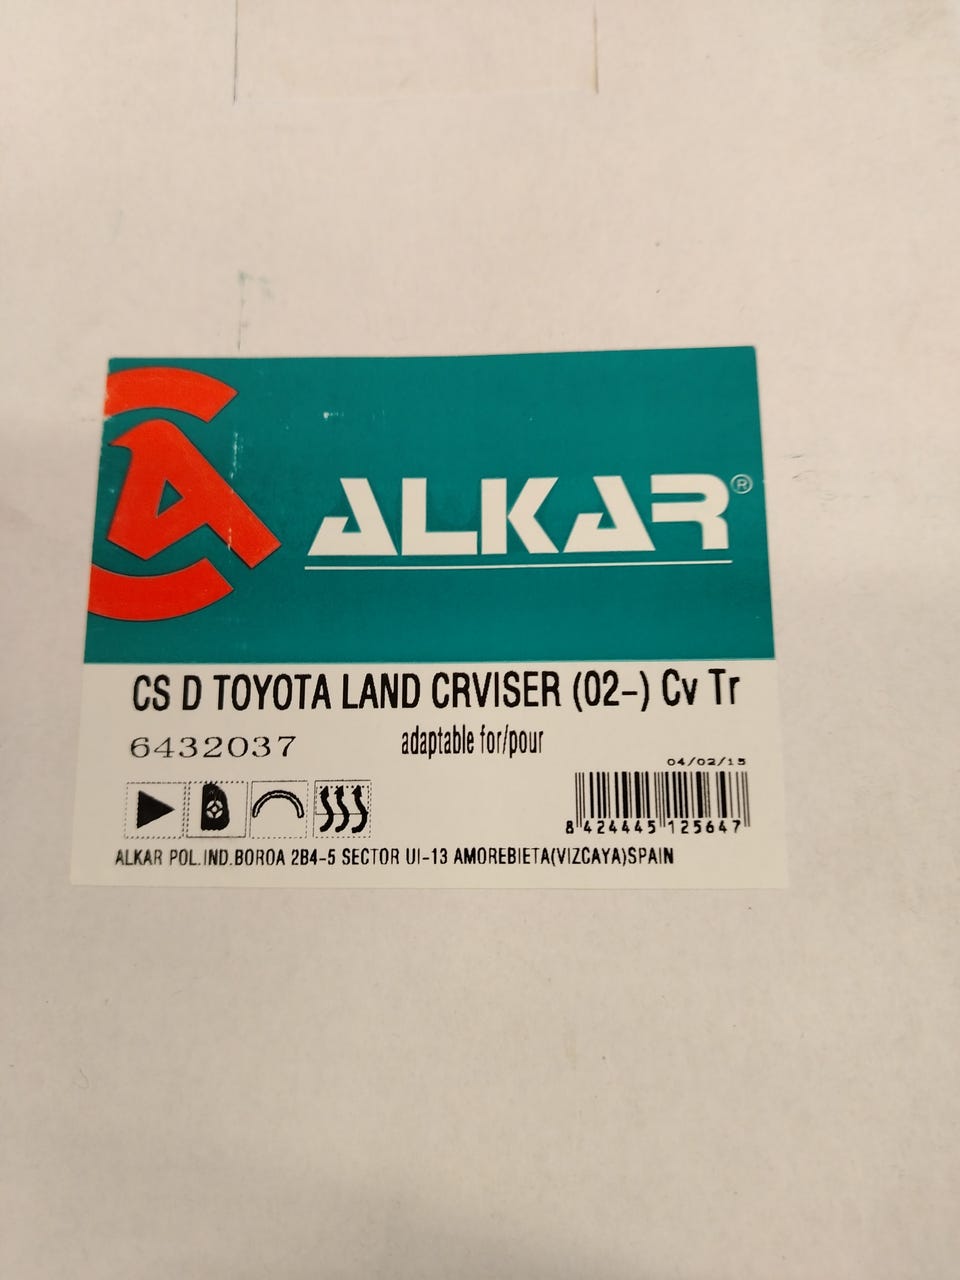 ALKAR®
CS D TOYOTA LAND CRVISER (02-) Cv Tr
6432037
adaptable for/pour
04/02/15
8 424445 125647
ALKAR POL.IND.BOROA 2B4-5 SECTOR UI-13 AMOREBIETA(VIZCAYA)SPAIN